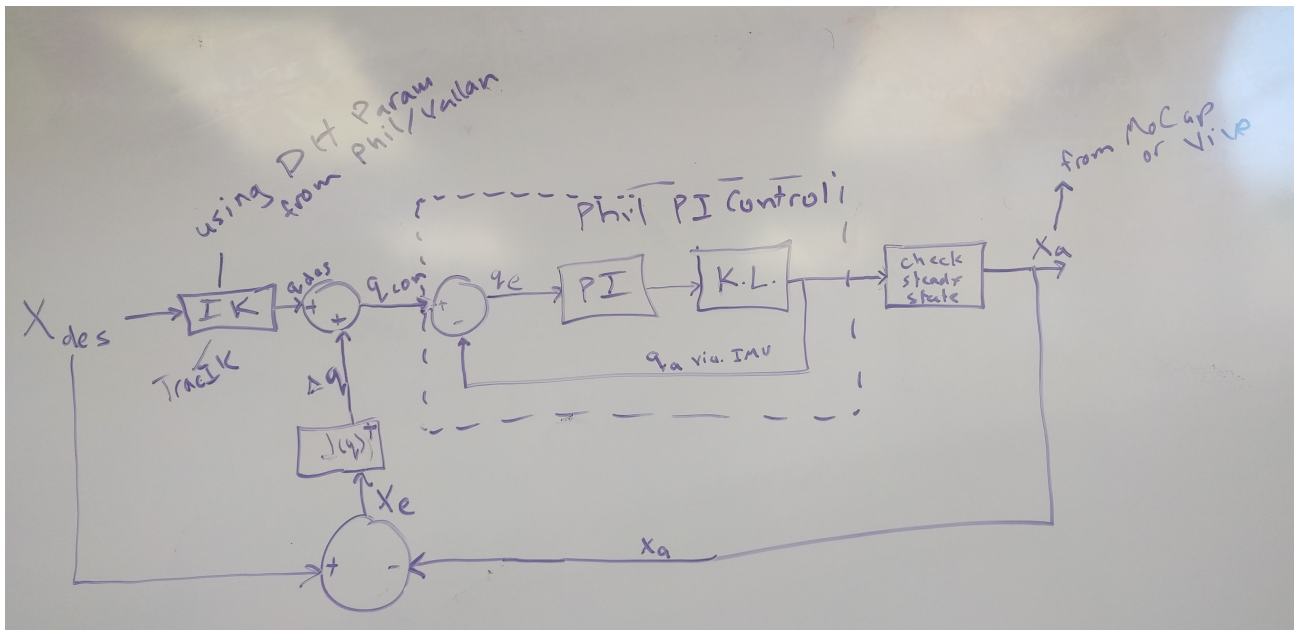 using DH Param
from Phil/Vallan
from MoCap
or Vive
Phil PI Control
X des
IK
TracIK
q des
+
+
q com
+
-
q e
PI
K.L.
check
steady
state
X a
q a via. IMU
Δq
J(q)ᵀ
X e
+
-
X a